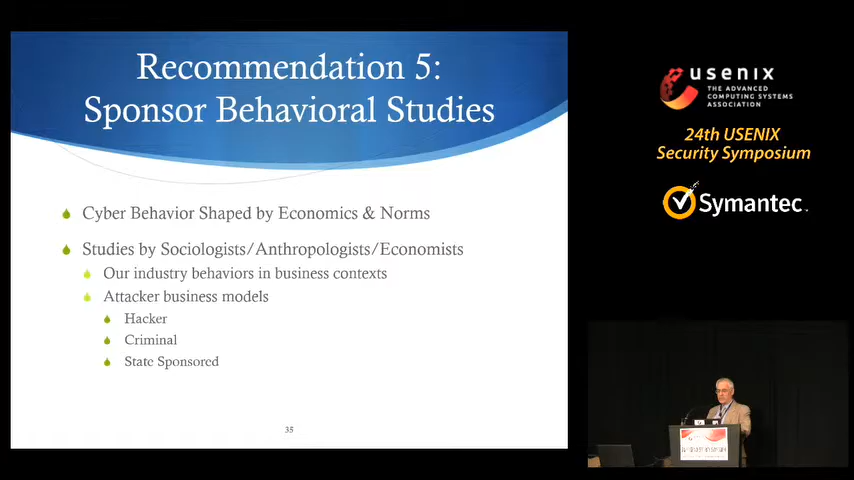 Recommendation 5:
Sponsor Behavioral Studies
Cyber Behavior Shaped by Economics & Norms
Studies by Sociologists/Anthropologists/Economists
Our industry behaviors in business contexts
Attacker business models
Hacker
Criminal
State Sponsored
35
usenix
THE ADVANCED
COMPUTING SYSTEMS
ASSOCIATION
24th USENIX
Security Symposium
Symantec.